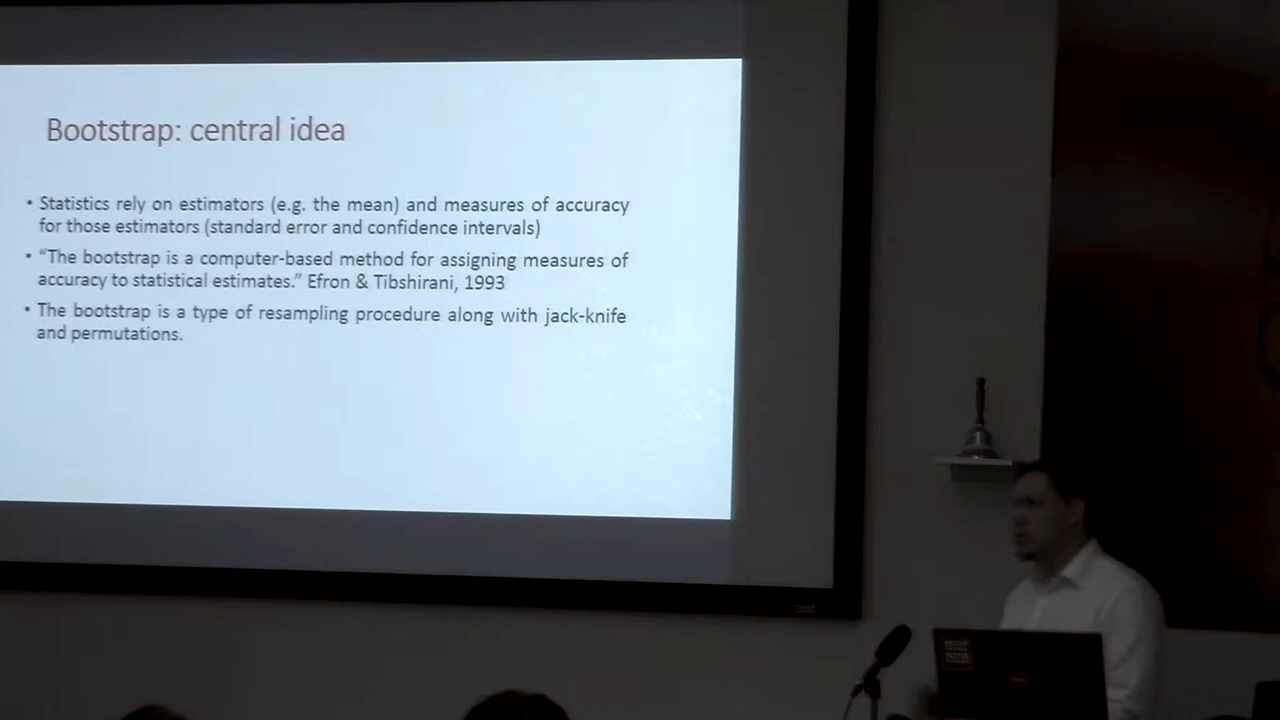 Bootstrap: central idea
• Statistics rely on estimators (e.g. the mean) and measures of accuracy
for those estimators (standard error and confidence intervals)
• "The bootstrap is a computer-based method for assigning measures of
accuracy to statistical estimates." Efron & Tibshirani, 1993
• The bootstrap is a type of resampling procedure along with jack-knife
and permutations.